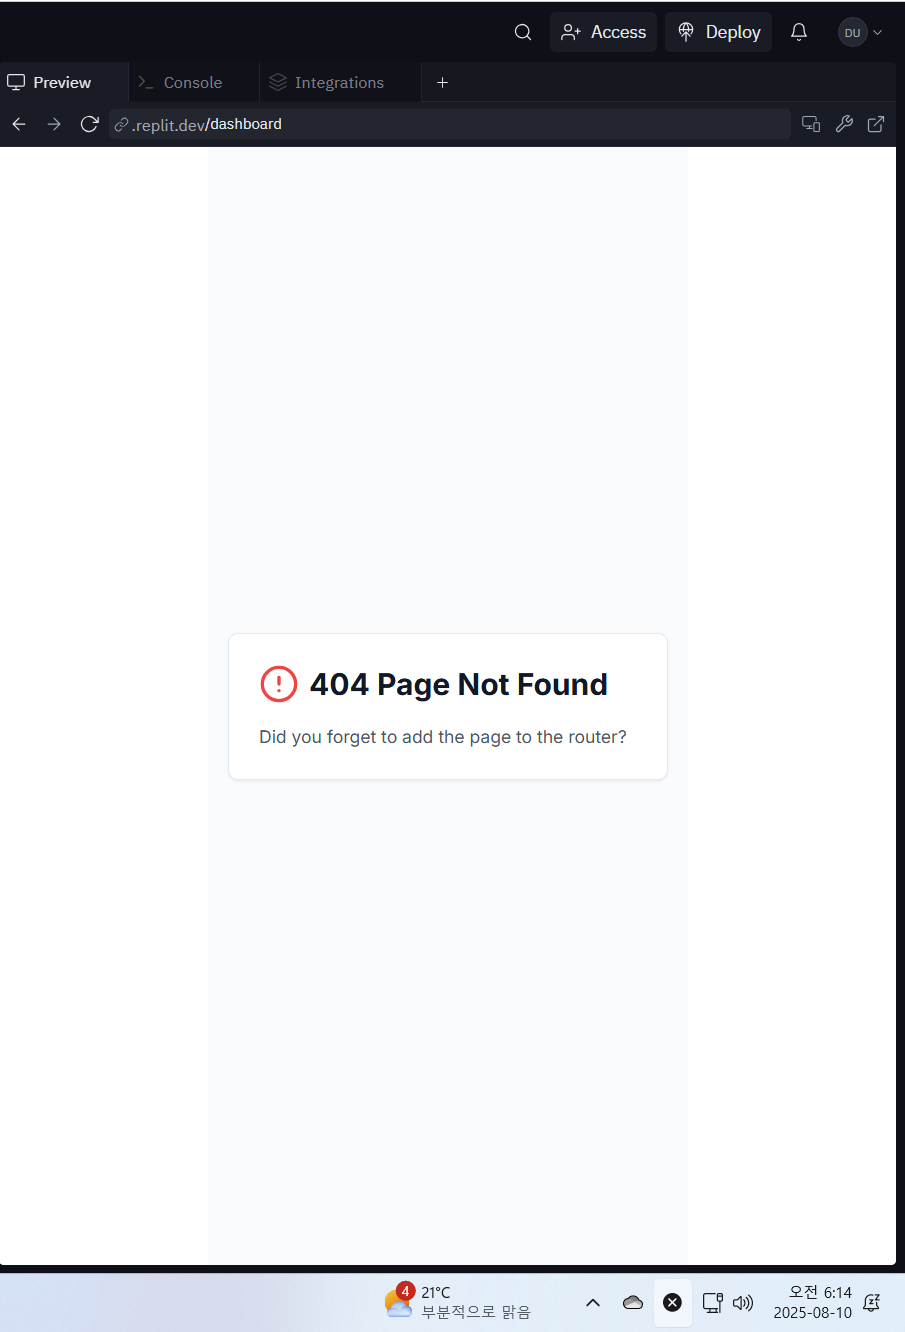 Access
Deploy
DU
Preview
Console
Integrations
.replit.dev/dashboard
404 Page Not Found
Did you forget to add the page to the router?
4
21°C
부분적으로 맑음
오전 6:14
2025-08-10